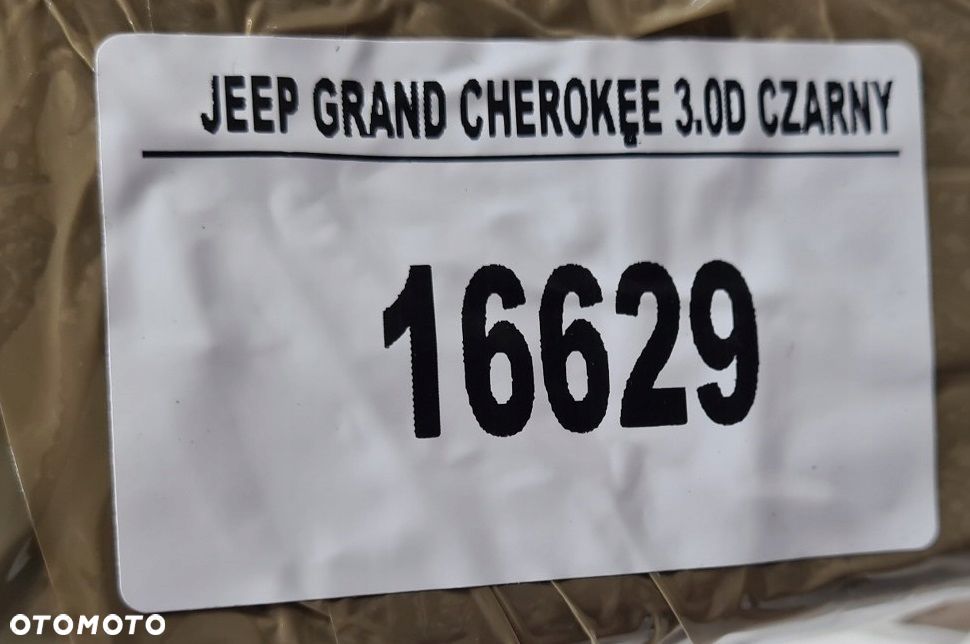 JEEP GRAND CHEROKĘE 3.0D CZARNY
16629
OTOMOTO